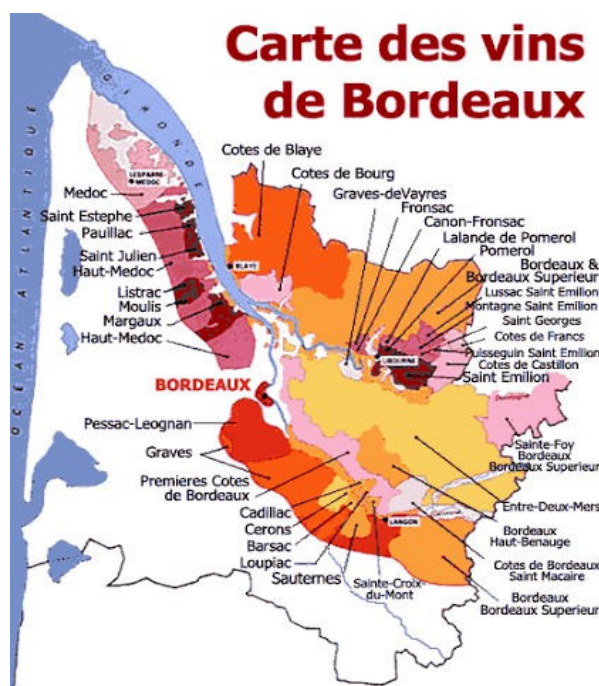 Carte des vins
de Bordeaux
GIRONDE
OCÉAN ATLANTIQUE
Cotes de Blaye
Cotes de Bourg
Graves-deVayres
Fronsac
Canon-Fronsac
Lalande de Pomerol
Pomerol
Bordeaux &
Bordeaux Superieur
Lussac Saint Emilion
Montagne Saint Emilion
Saint Georges
Cotes de Francs
Puisseguin Saint Emilion
Cotes de Castillon
Saint Emilion
LESPARRE-
MEDOC
Medoc
Saint Estephe
Pauillac
Saint Julien
Haut-Medoc
Listrac
Moulis
Margaux
Haut-Medoc
BLAYE
LIBOURNE
BORDEAUX
Pessac-Leognan
Graves
Premieres Cotes
de Bordeaux
Cadillac
Cerons
Barsac
Loupiac
Sauternes
Sainte-Croix-
du-Mont
LANGON
Sainte-Foy
Bordeaux
Bordeaux Superieur
Entre-Deux-Mers
Bordeaux
Haut-Benauge
Cotes de Bordeaux
Saint Macaire
Bordeaux
Bordeaux Superieur